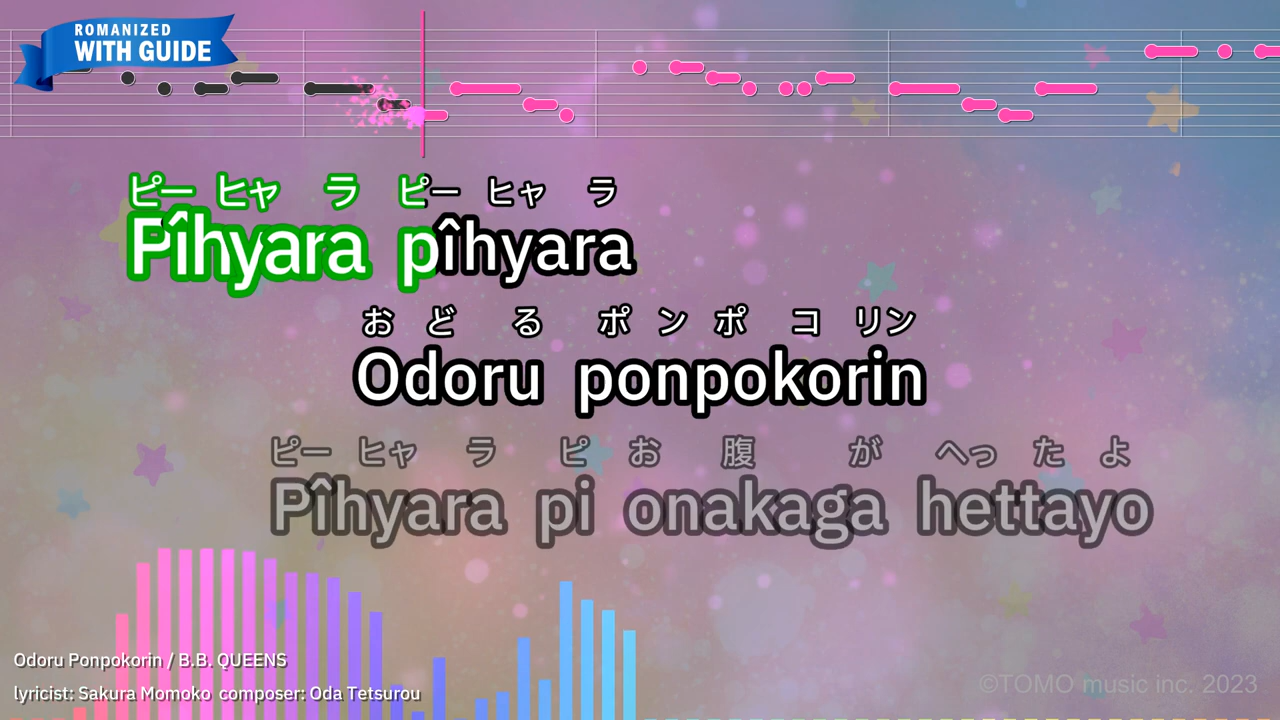 ROMANIZED
WITH GUIDE
ピー ヒャ ラ ピー ヒャ ラ
Pîhyara pîhyara
お ど る ポ ン ポ コ リン
Odoru ponpokorin
ピー ヒャ ラ ピ お 腹 が へっ た よ
Pîhyara pi onakaga hettayo
Odoru Ponpokorin / B.B. QUEENS
lyricist: Sakura Momoko composer: Oda Tetsurou
©TOMO music inc. 2023